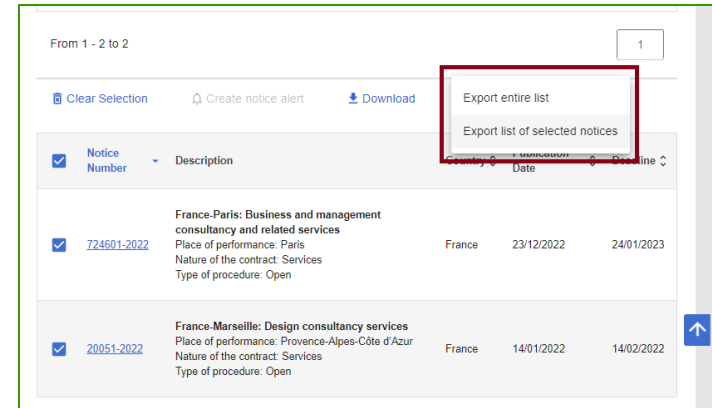 From 1 - 2 to 2
1
Clear Selection
Create notice alert
Download
Export entire list
Export list of selected notices
Notice
Number
Description
Country
Publication
Date
Deadline
France-Paris: Business and management
consultancy and related services
Place of performance: Paris
Nature of the contract: Services
Type of procedure: Open
724601-2022
France
23/12/2022
24/01/2023
France-Marseille: Design consultancy services
Place of performance: Provence-Alpes-Côte d'Azur
Nature of the contract: Services
Type of procedure: Open
20051-2022
France
14/01/2022
14/02/2022